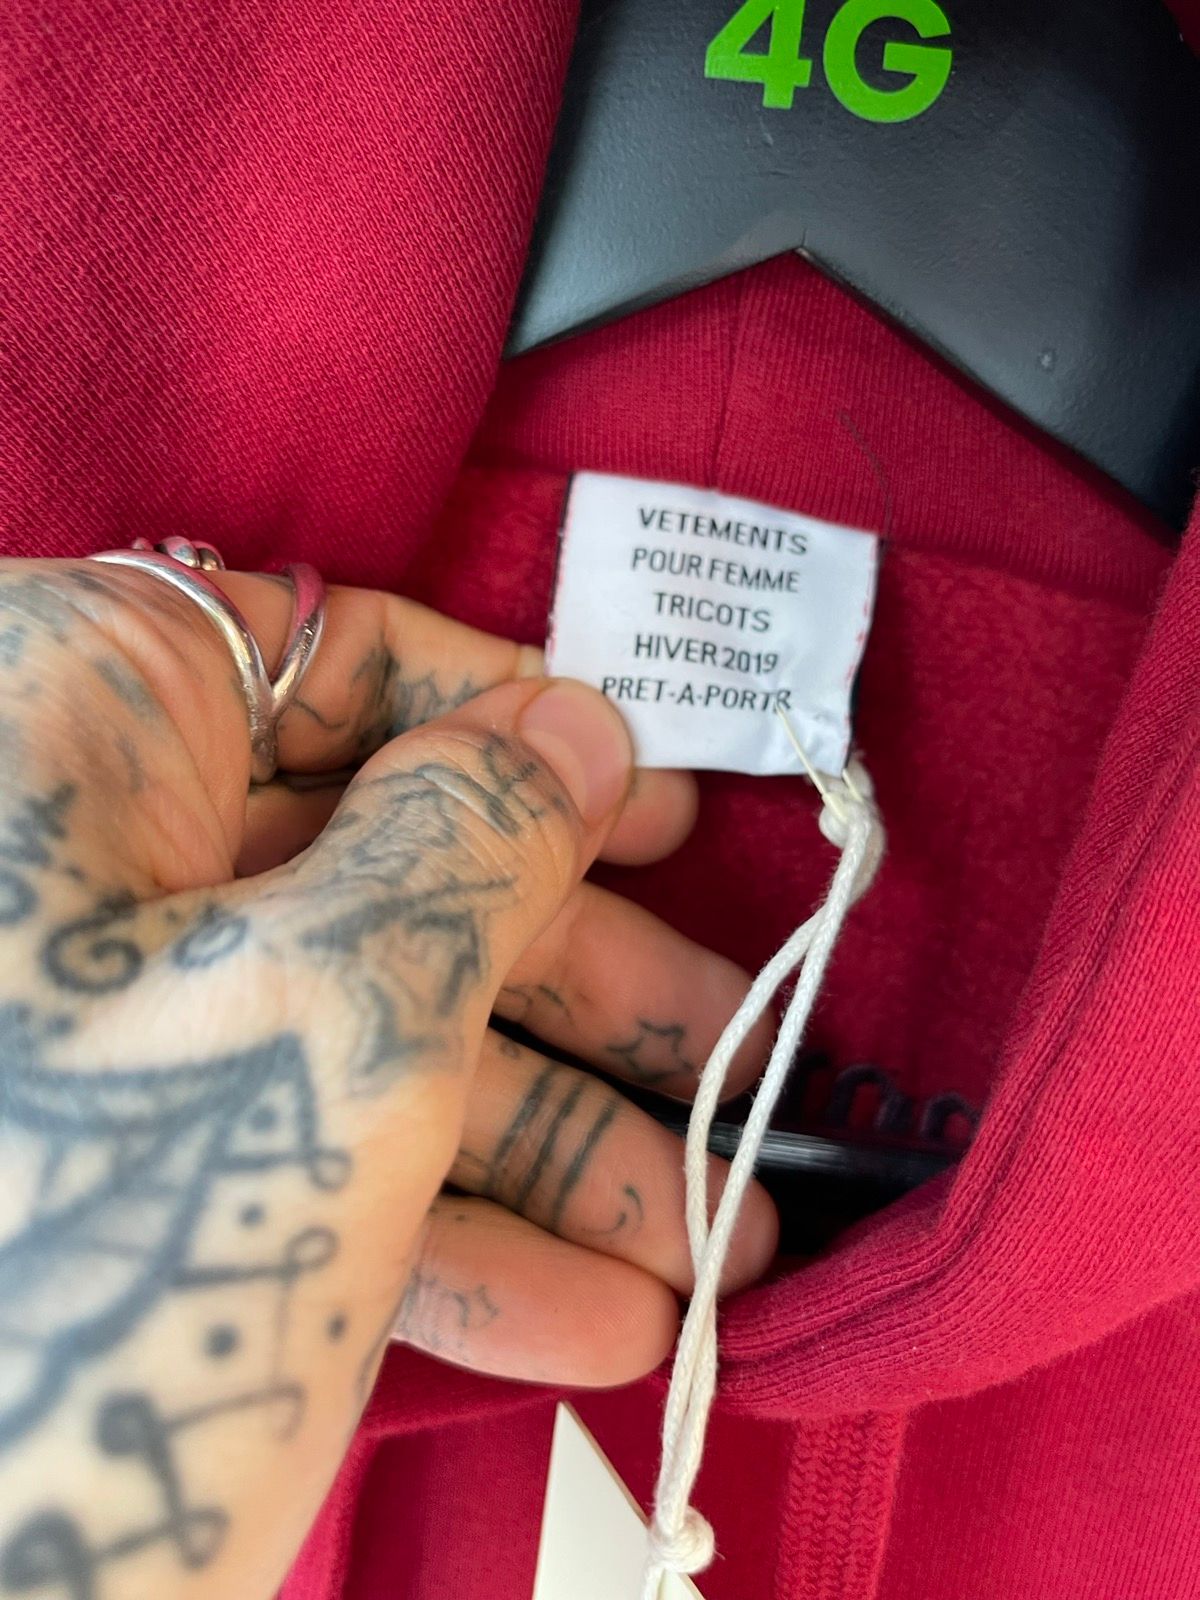 4G
VETEMENTS
POUR FEMME
TRICOTS
HIVER 2019
PRET-A-PORTR